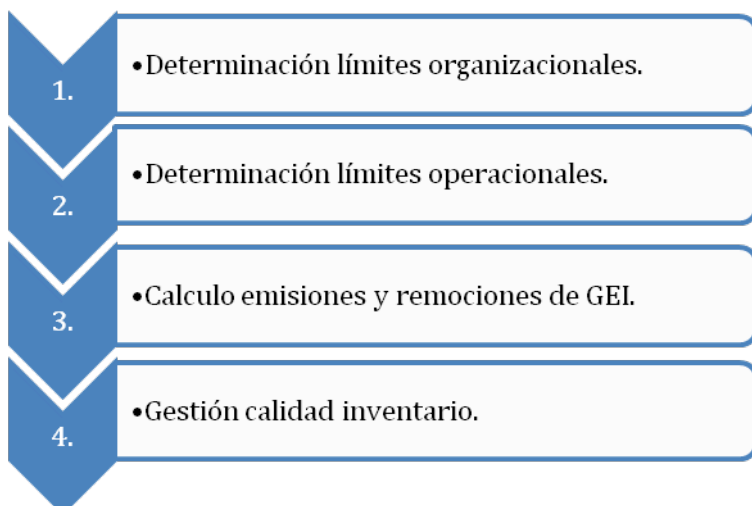 1.
•Determinación límites organizacionales.
2.
•Determinación límites operacionales.
3.
•Calculo emisiones y remociones de GEI.
4.
•Gestión calidad inventario.